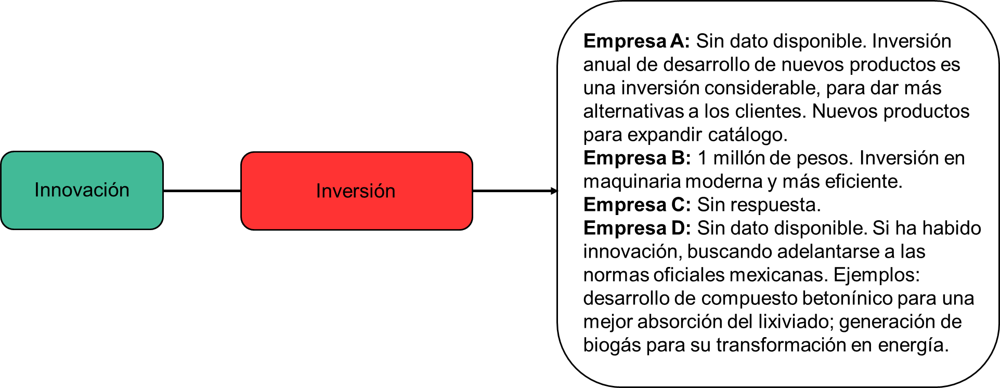 Innovación
Inversión
Empresa A: Sin dato disponible. Inversión
anual de desarrollo de nuevos productos es
una inversión considerable, para dar más
alternativas a los clientes. Nuevos productos
para expandir catálogo.
Empresa B: 1 millón de pesos. Inversión en
maquinaria moderna y más eficiente.
Empresa C: Sin respuesta.
Empresa D: Sin dato disponible. Si ha habido
innovación, buscando adelantarse a las
normas oficiales mexicanas. Ejemplos:
desarrollo de compuesto betonínico para una
mejor absorción del lixiviado; generación de
biogás para su transformación en energía.